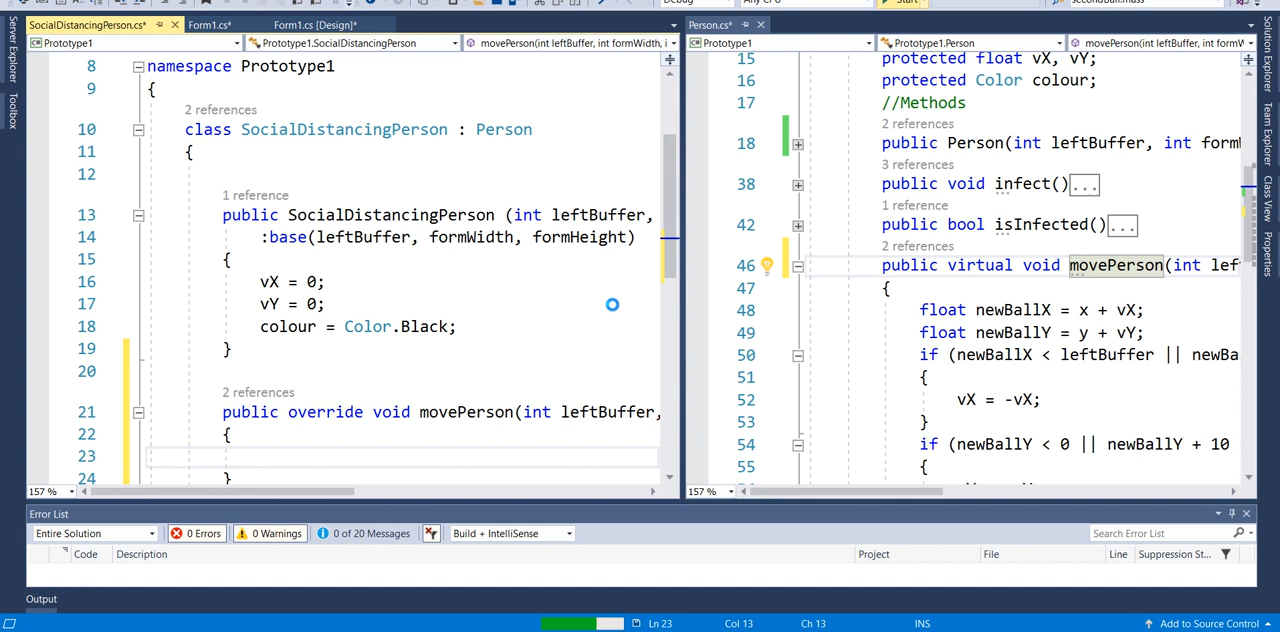 Debug
Any CPU
Start
secondBall.mass
Server Explorer
Toolbox
SocialDistancingPerson.cs*
Form1.cs*
Form1.cs [Design]*
Prototype1
Prototype1.SocialDistancingPerson
movePerson(int leftBuffer, int formWidth, i
8 namespace Prototype1
9 {
2 references
10 class SocialDistancingPerson : Person
11 {
12
1 reference
13 public SocialDistancingPerson (int leftBuffer,
14 :base(leftBuffer, formWidth, formHeight)
15 {
16 vX = 0;
17 vY = 0;
18 colour = Color.Black;
19 }
20
2 references
21 public override void movePerson(int leftBuffer,
22 {
23
24 }
157 %
Person.cs*
Prototype1
Prototype1.Person
movePerson(int leftBuffer, int formW
15 protected float vX, vY;
16 protected Color colour;
17 //Methods
2 references
18 public Person(int leftBuffer, int form
3 references
38 public void infect()...
1 reference
42 public bool isInfected()...
2 references
46 public virtual void movePerson(int lef
47 {
48 float newBallX = x + vX;
49 float newBallY = y + vY;
50 if (newBallX < leftBuffer || newBa
51 {
52 vX = -vX;
53 }
54 if (newBallY < 0 || newBallY + 10
55 {
157 %
Solution Explorer
Team Explorer
Class View
Properties
Error List
Entire Solution
0 Errors
0 Warnings
0 of 20 Messages
Build + IntelliSense
Search Error List
Code
Description
Project
File
Line
Suppression St...
Output
Ln 23
Col 13
Ch 13
INS
Add to Source Control